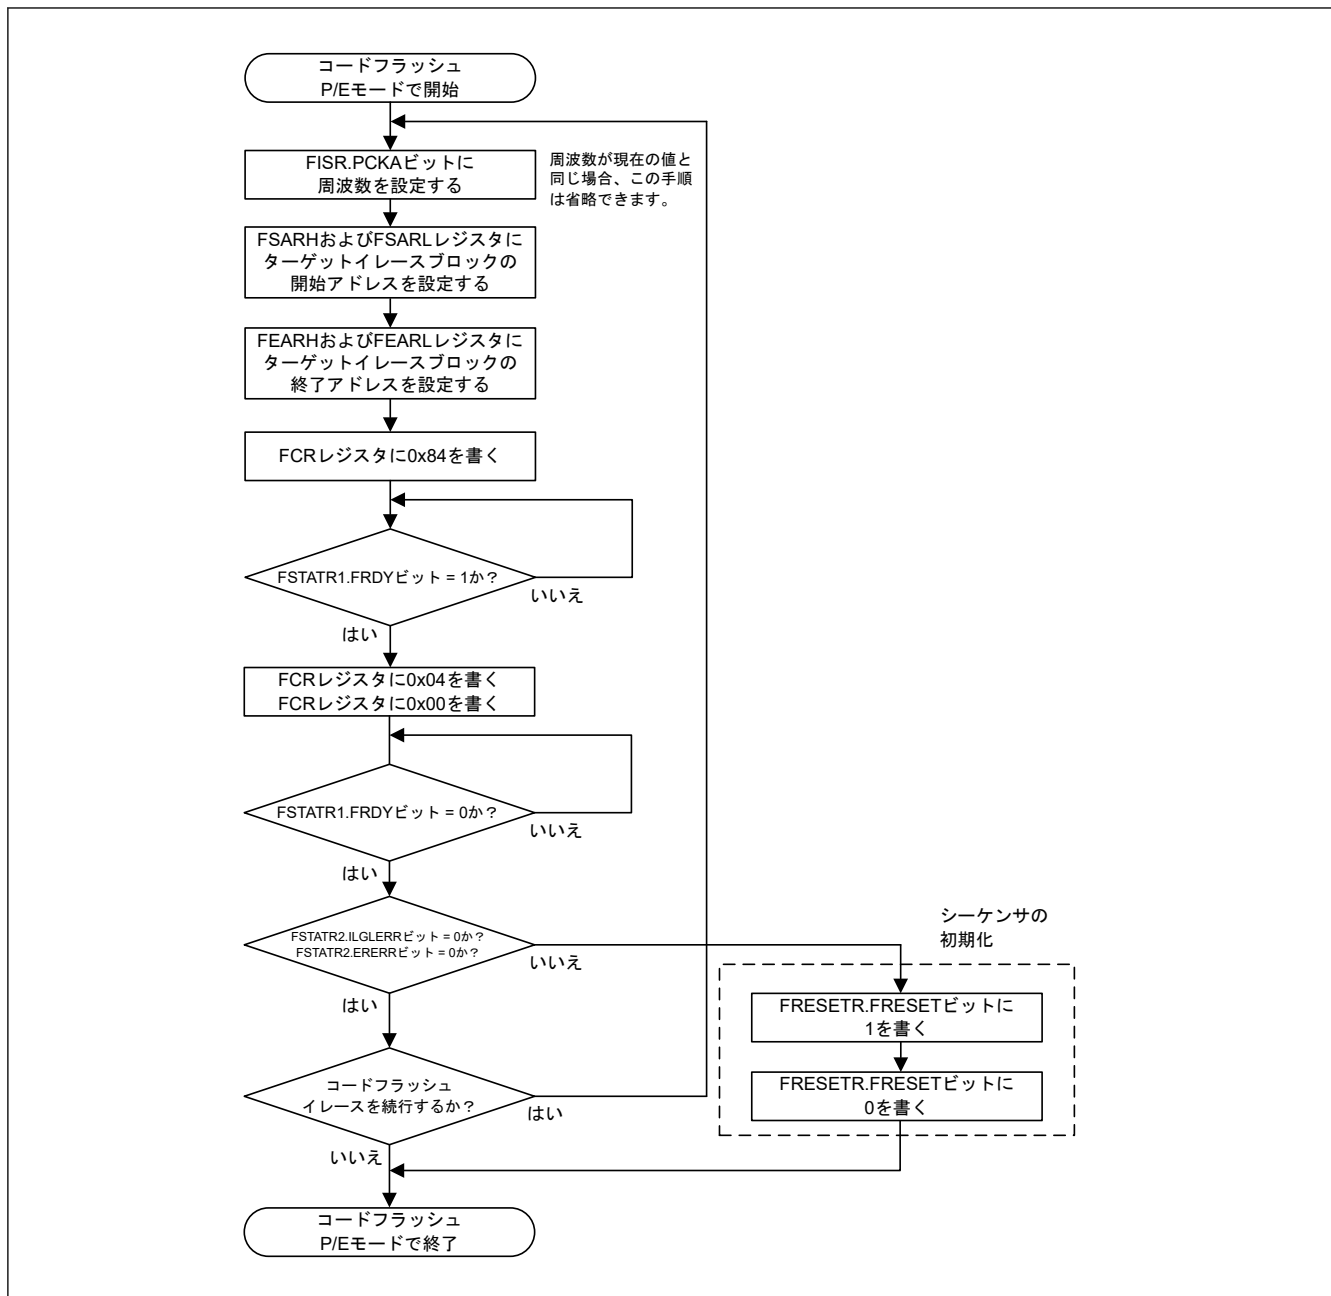 コードフラッシュ
P/Eモードで開始
FISR.PCKAビットに
周波数を設定する
周波数が現在の値と
同じ場合、この手順
は省略できます。
FSARHおよびFSARLレジスタに
ターゲットイレースブロックの
開始アドレスを設定する
FEARHおよびFEARLレジスタに
ターゲットイレースブロックの
終了アドレスを設定する
FCRレジスタに0x84を書く
FSTATR1.FRDYビット = 1か？
いいえ
はい
FCRレジスタに0x04を書く
FCRレジスタに0x00を書く
FSTATR1.FRDYビット = 0か？
いいえ
はい
FSTATR2.ILGLERRビット = 0か？
FSTATR2.ERERRビット = 0か？
いいえ
はい
シーケンサの
初期化
FRESETR.FRESETビットに
1を書く
FRESETR.FRESETビットに
0を書く
コードフラッシュ
イレースを続行するか？
はい
いいえ
コードフラッシュ
P/Eモードで終了